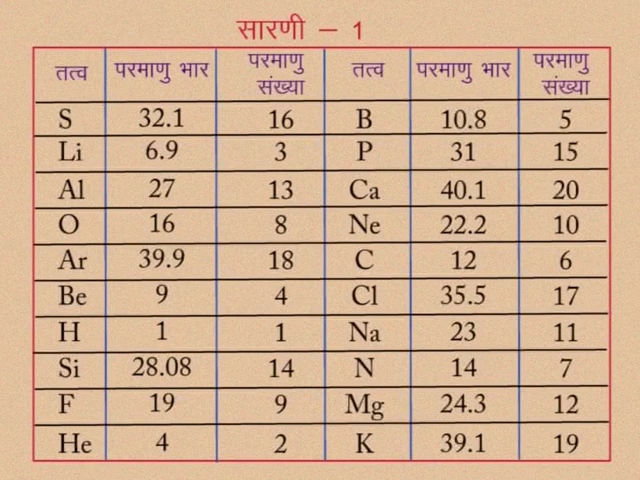 सारणी – 1
तत्व परमाणु भार परमाणु संख्या तत्व परमाणु भार परमाणु संख्या
S 32.1 16 B 10.8 5
Li 6.9 3 P 31 15
Al 27 13 Ca 40.1 20
O 16 8 Ne 22.2 10
Ar 39.9 18 C 12 6
Be 9 4 Cl 35.5 17
H 1 1 Na 23 11
Si 28.08 14 N 14 7
F 19 9 Mg 24.3 12
He 4 2 K 39.1 19